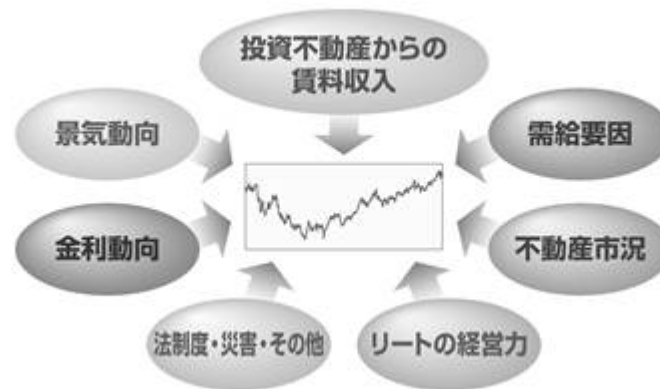 投資不動産からの
賃料収入
景気動向
需給要因
金利動向
不動産市況
法制度・災害・その他
リートの経営力